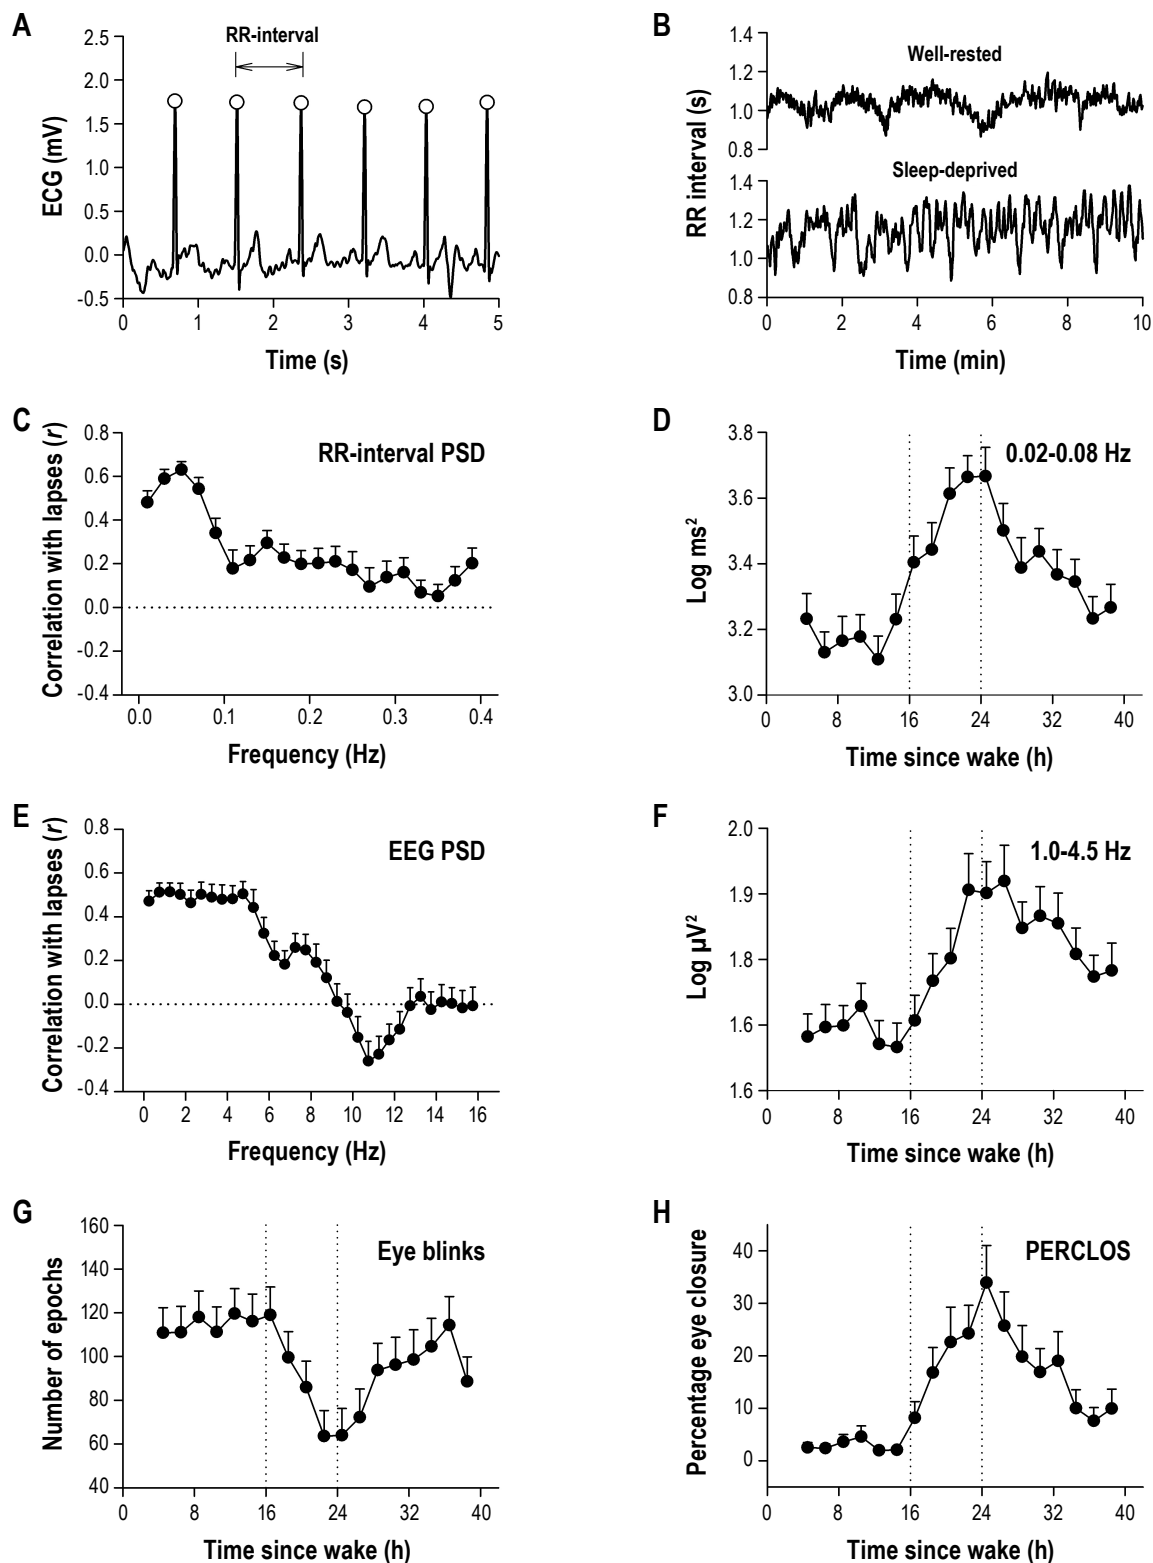 A
RR-interval
ECG (mV)
2.5
2.0
1.5
1.0
0.5
0.0
-0.5
0 1 2 3 4 5
Time (s)
B
RR interval (s)
Well-rested
1.4
1.2
1.0
0.8
Sleep-deprived
1.4
1.2
1.0
0.8
0 2 4 6 8 10
Time (min)
C
RR-interval PSD
Correlation with lapses (r)
0.8
0.6
0.4
0.2
0.0
-0.2
-0.4
0.0 0.1 0.2 0.3 0.4
Frequency (Hz)
D
0.02-0.08 Hz
Log ms²
3.8
3.6
3.4
3.2
3.0
0 8 16 24 32 40
Time since wake (h)
E
EEG PSD
Correlation with lapses (r)
0.8
0.6
0.4
0.2
0.0
-0.2
-0.4
0 2 4 6 8 10 12 14 16
Frequency (Hz)
F
1.0-4.5 Hz
Log µV²
2.0
1.9
1.8
1.6
1.6
0 8 16 24 32 40
Time since wake (h)
G
Eye blinks
Number of epochs
160
140
120
100
80
60
40
0 8 16 24 32 40
Time since wake (h)
H
PERCLOS
Percentage eye closure
40
30
20
10
0
0 8 16 24 32 40
Time since wake (h)